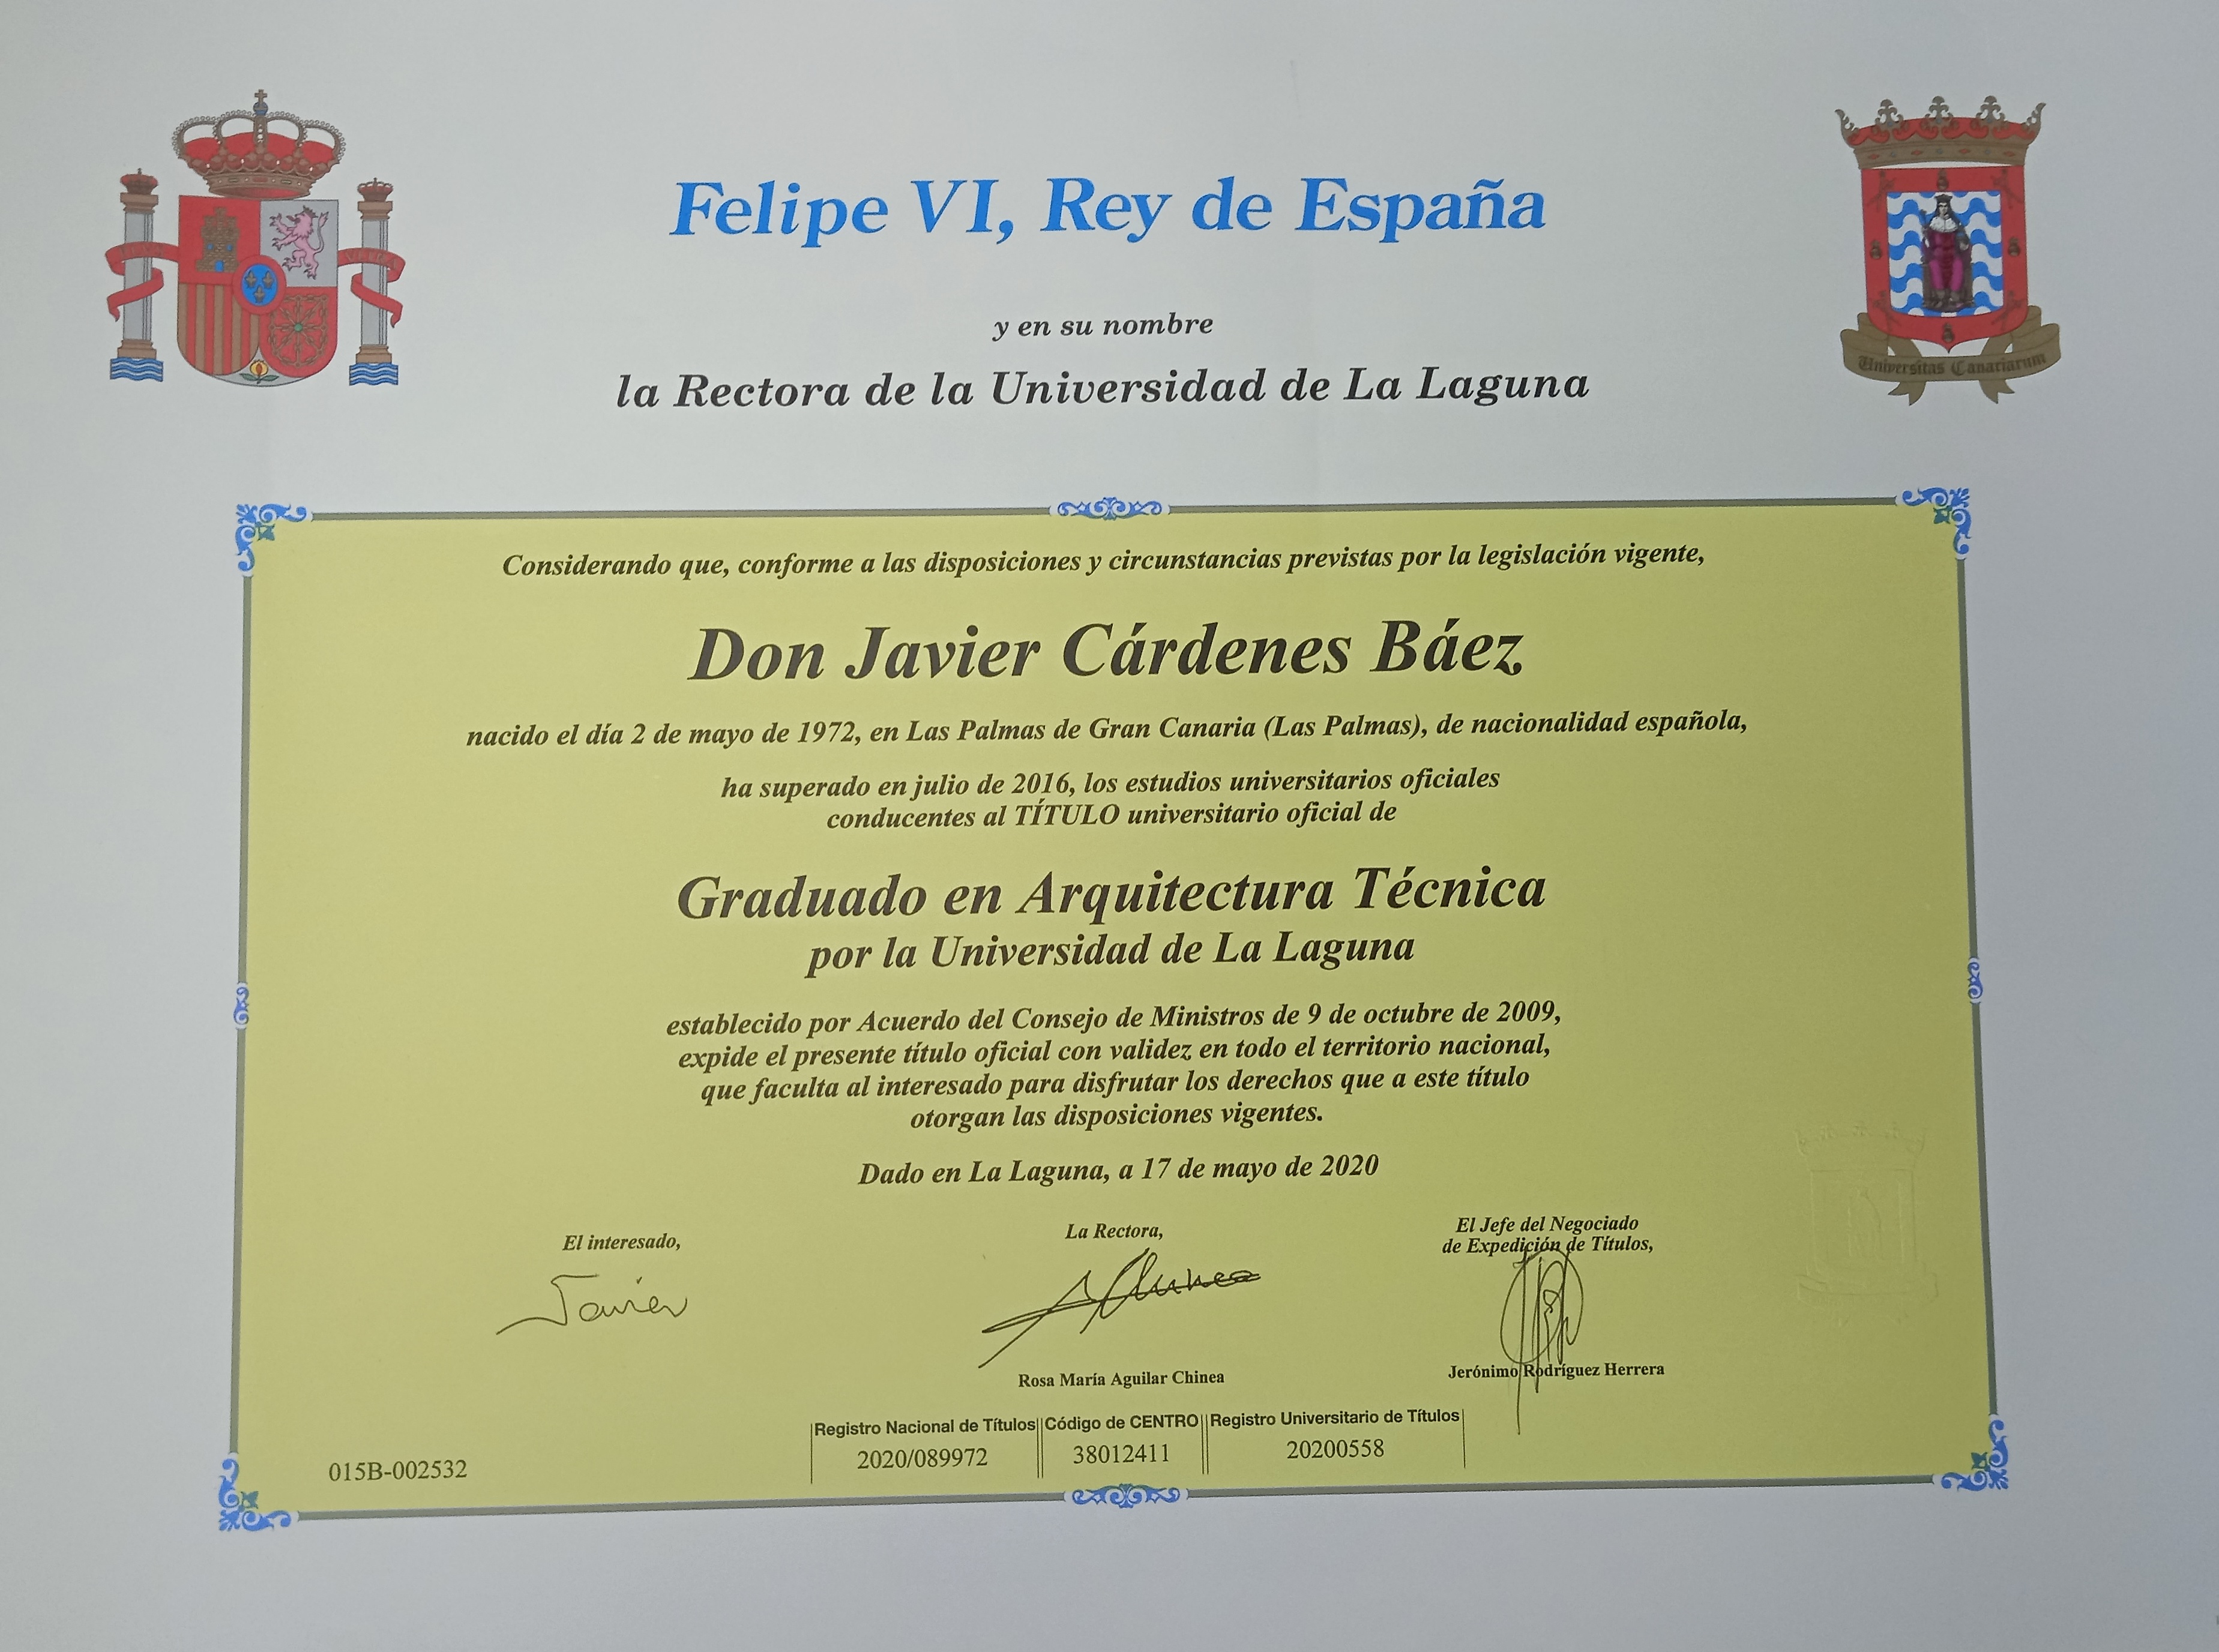 Felipe VI, Rey de España
y en su nombre
la Rectora de la Universidad de La Laguna
Universitas Canariarum
Considerando que, conforme a las disposiciones y circunstancias previstas por la legislación vigente,
Don Javier Cárdenes Báez
nacido el día 2 de mayo de 1972, en Las Palmas de Gran Canaria (Las Palmas), de nacionalidad española,
ha superado en julio de 2016, los estudios universitarios oficiales
conducentes al TÍTULO universitario oficial de
Graduado en Arquitectura Técnica
por la Universidad de La Laguna
establecido por Acuerdo del Consejo de Ministros de 9 de octubre de 2009,
expide el presente título oficial con validez en todo el territorio nacional,
que faculta al interesado para disfrutar los derechos que a este título
otorgan las disposiciones vigentes.
Dado en La Laguna, a 17 de mayo de 2020
El interesado,
Javier
La Rectora,
Rosa María Aguilar Chinea
El Jefe del Negociado
de Expedición de Títulos,
Jerónimo Rodríguez Herrera
Registro Nacional de Títulos Código de CENTRO Registro Universitario de Títulos
2020/089972 38012411 20200558
015B-002532